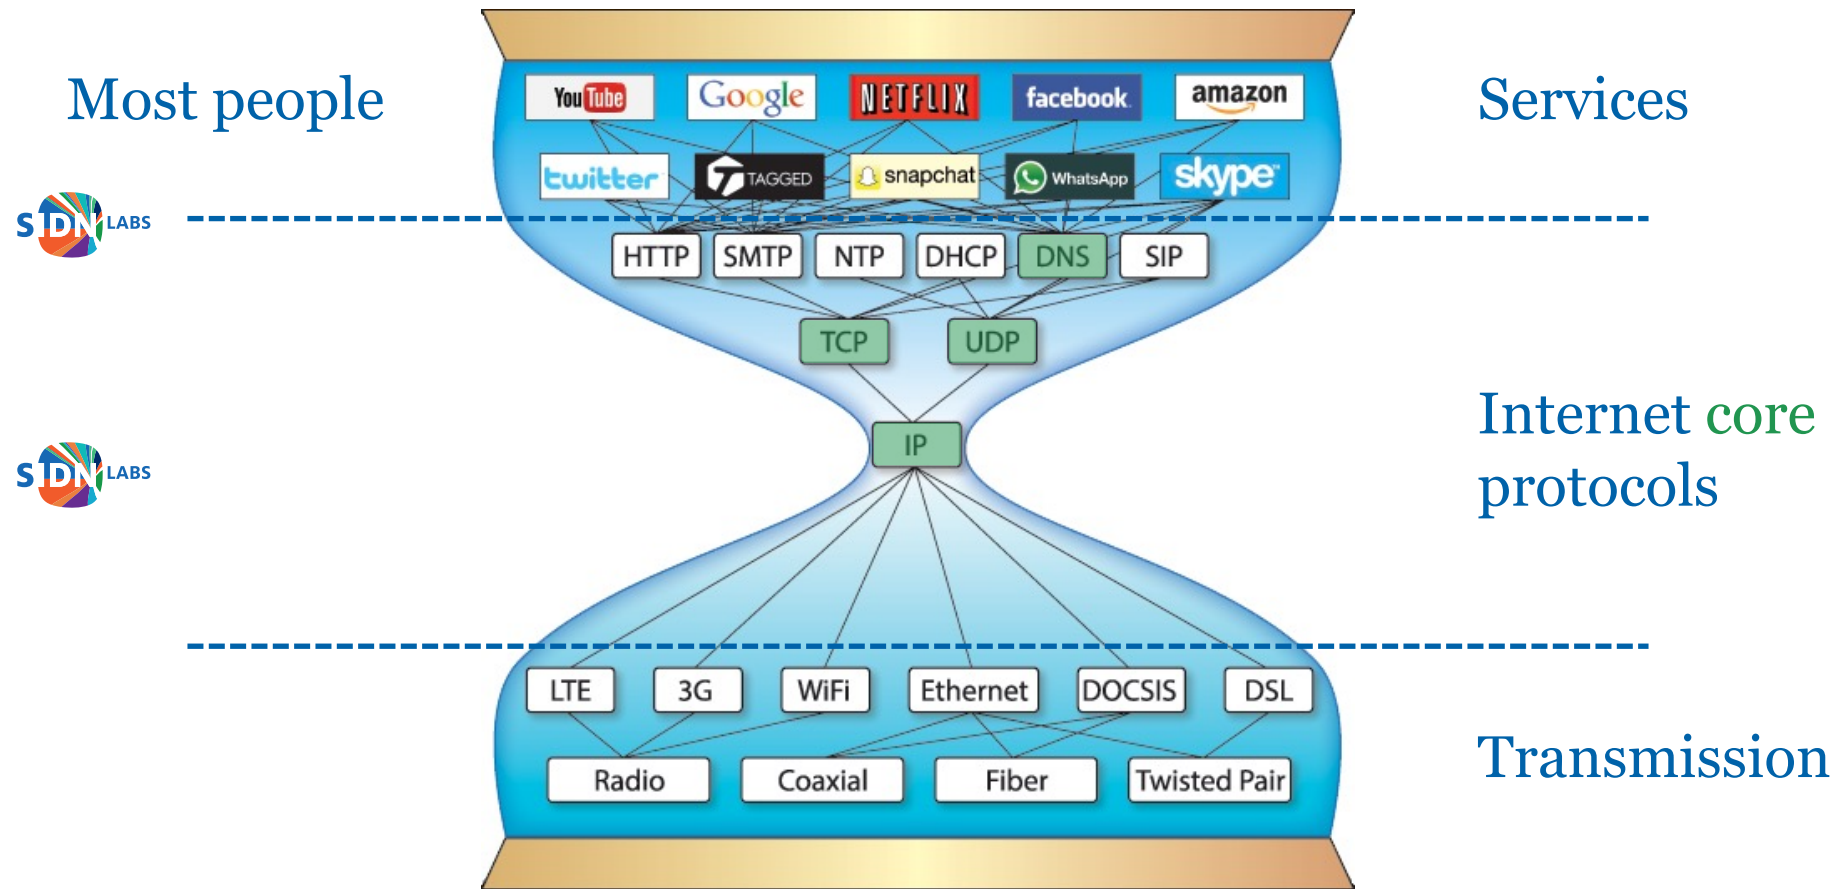 Most people
Services
YouTube
Google
NETFLIX
facebook
amazon
twitter
TAGGED
snapchat
WhatsApp
skype™
SIDN LABS
HTTP
SMTP
NTP
DHCP
DNS
SIP
TCP
UDP
IP
SIDN LABS
Internet core
protocols
LTE
3G
WiFi
Ethernet
DOCSIS
DSL
Radio
Coaxial
Fiber
Twisted Pair
Transmission